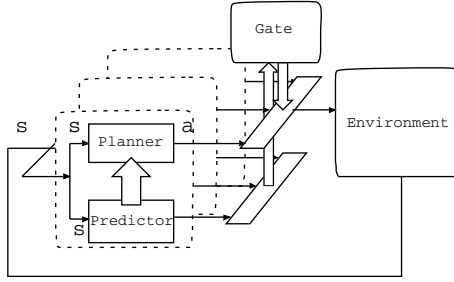 Gate
Environment
s
s
Planner
a
s
Predictor